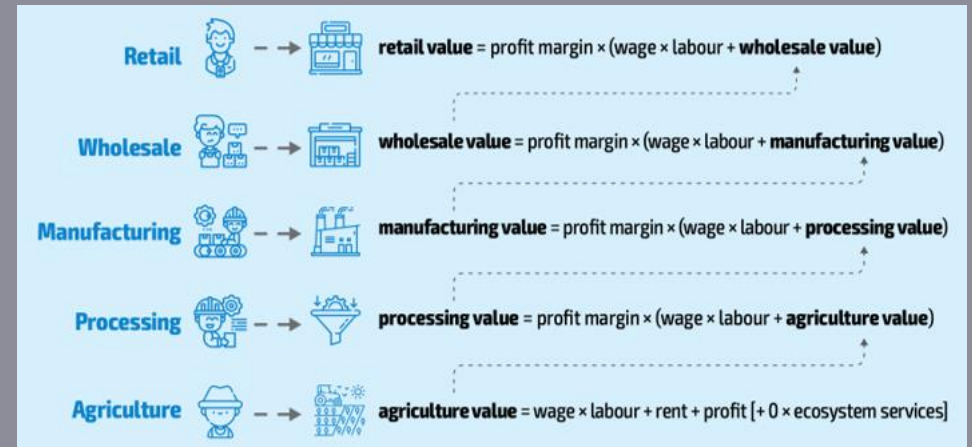 Retail
retail value = profit margin × (wage × labour + wholesale value)
Wholesale
wholesale value = profit margin × (wage × labour + manufacturing value)
Manufacturing
manufacturing value = profit margin × (wage × labour + processing value)
Processing
processing value = profit margin × (wage × labour + agriculture value)
Agriculture
agriculture value = wage × labour + rent + profit [+ 0 × ecosystem services]